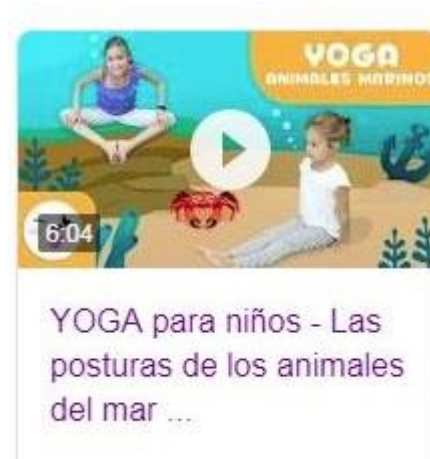 YOGA
ANIMALES MARINOS
6:04
YOGA para niños - Las
posturas de los animales
del mar ...